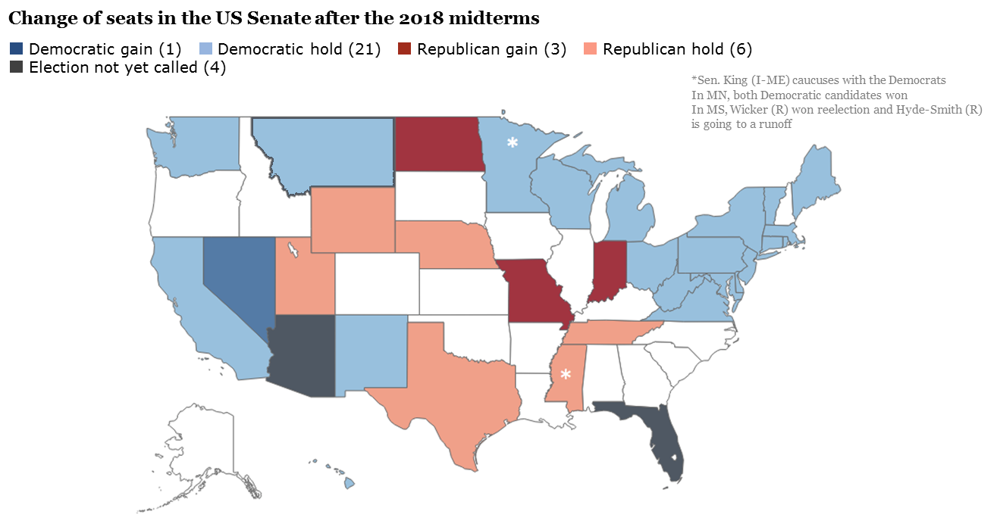 Change of seats in the US Senate after the 2018 midterms
Democratic gain (1) Democratic hold (21) Republican gain (3) Republican hold (6)
Election not yet called (4)
*Sen. King (I-ME) caucuses with the Democrats
In MN, both Democratic candidates won
In MS, Wicker (R) won reelection and Hyde-Smith (R)
is going to a runoff
*
*